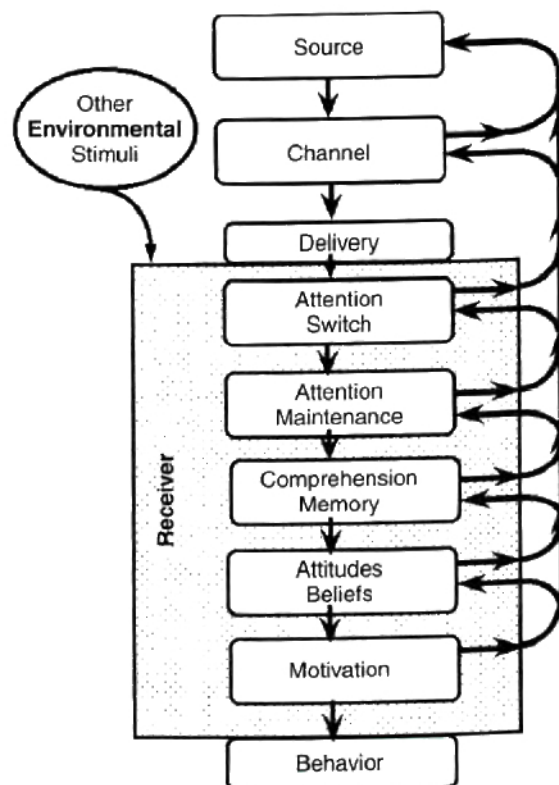 Source
Other
Environmental
Stimuli
Channel
Delivery
Attention
Switch
Attention
Maintenance
Receiver
Comprehension
Memory
Attitudes
Beliefs
Motivation
Behavior